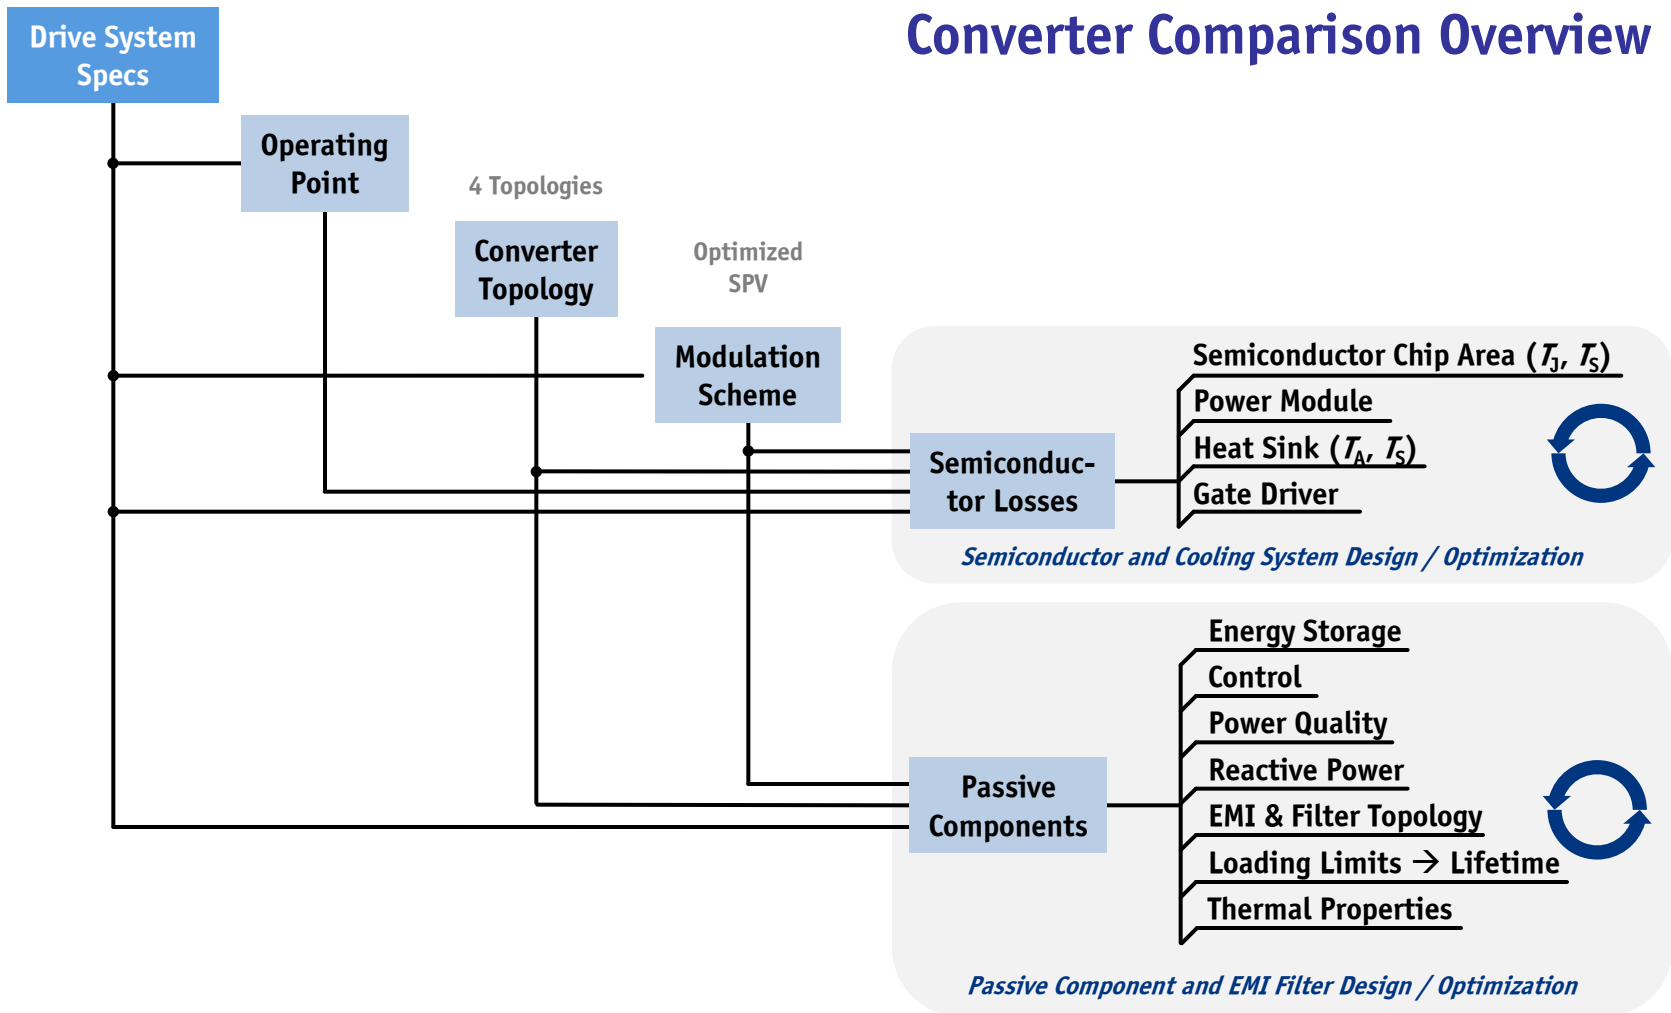 Converter Comparison Overview
Drive System
Specs
Operating
Point
4 Topologies
Converter
Topology
Optimized
SPV
Modulation
Scheme
Semiconduc-
tor Losses
Semiconductor Chip Area (TJ, TS)
Power Module
Heat Sink (TA, TS)
Gate Driver
Semiconductor and Cooling System Design / Optimization
Passive
Components
Energy Storage
Control
Power Quality
Reactive Power
EMI & Filter Topology
Loading Limits → Lifetime
Thermal Properties
Passive Component and EMI Filter Design / Optimization